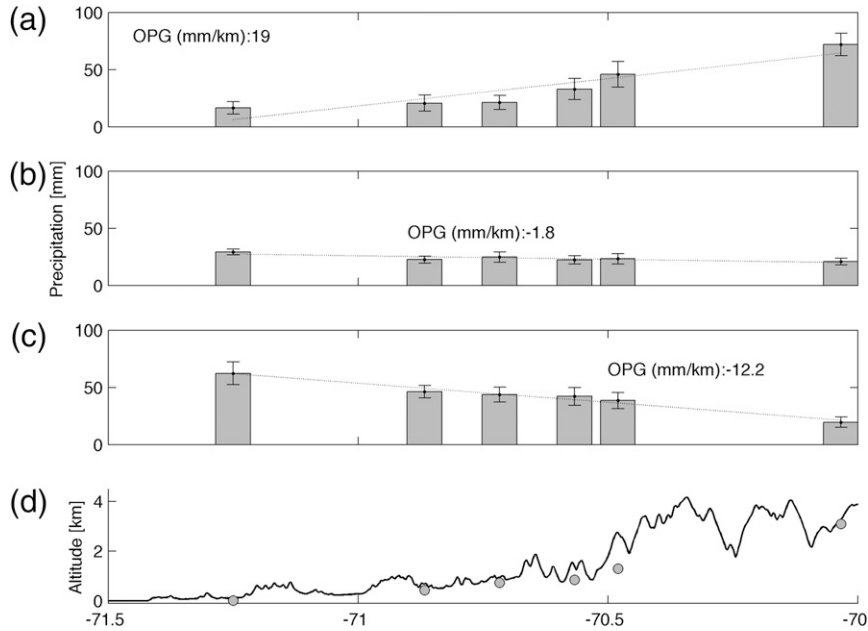 (a)
100
50
0
OPG (mm/km):19
(b)
Precipitation [mm]
100
50
0
OPG (mm/km):-1.8
(c)
100
50
0
OPG (mm/km):-12.2
(d)
Altitude [km]
4
2
0
-71.5 -71 -70.5 -70